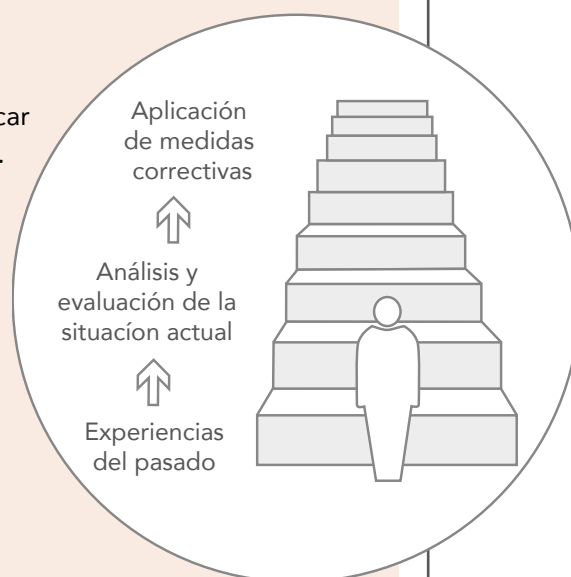 car
.
Aplicación
de medidas
correctivas
Análisis y
evaluación de la
situacíon actual
Experiencias
del pasado